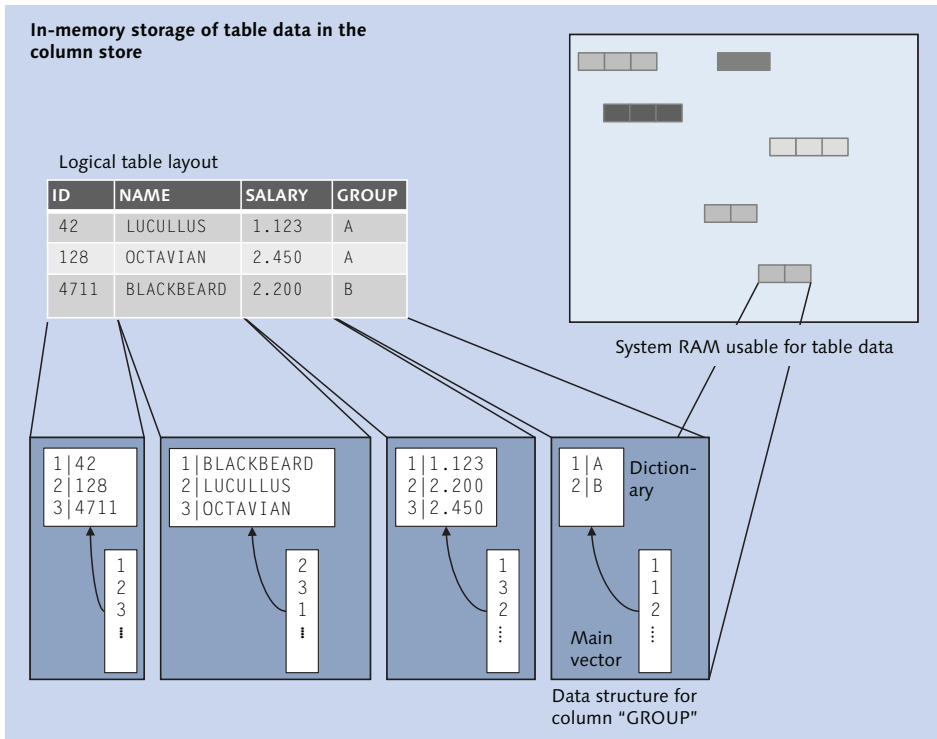 In-memory storage of table data in the
column store
Logical table layout
ID NAME SALARY GROUP
42 LUCULLUS 1.123 A
128 OCTAVIAN 2.450 A
4711 BLACKBEARD 2.200 B
System RAM usable for table data
1|42
2|128
3|4711
1
2
3
⋮
1|BLACKBEARD
2|LUCULLUS
3|OCTAVIAN
2
3
1
⋮
1|1.123
2|2.200
3|2.450
1
3
2
⋮
1|A
2|B
Diction-
ary
1
1
2
⋮
Main
vector
Data structure for
column “GROUP”